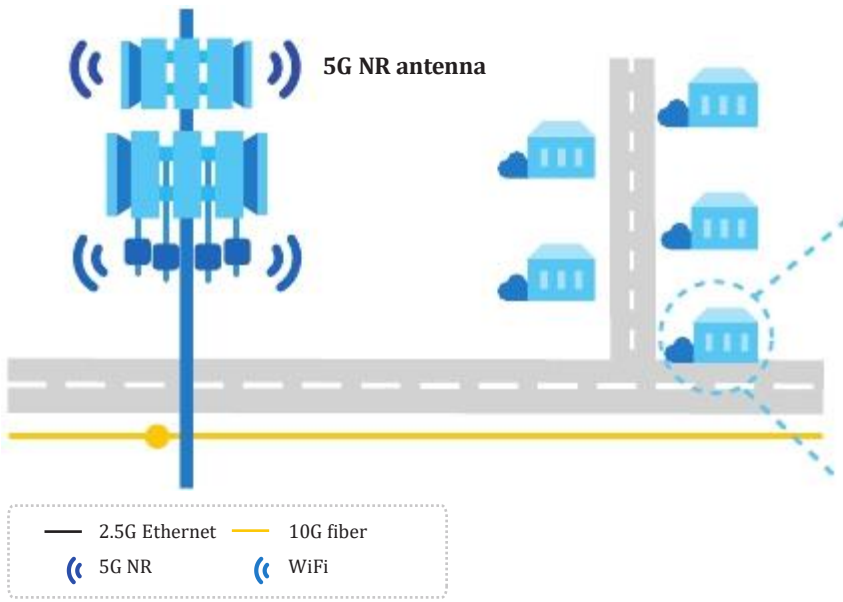 5G NR antenna
2.5G Ethernet
10G fiber
5G NR
WiFi